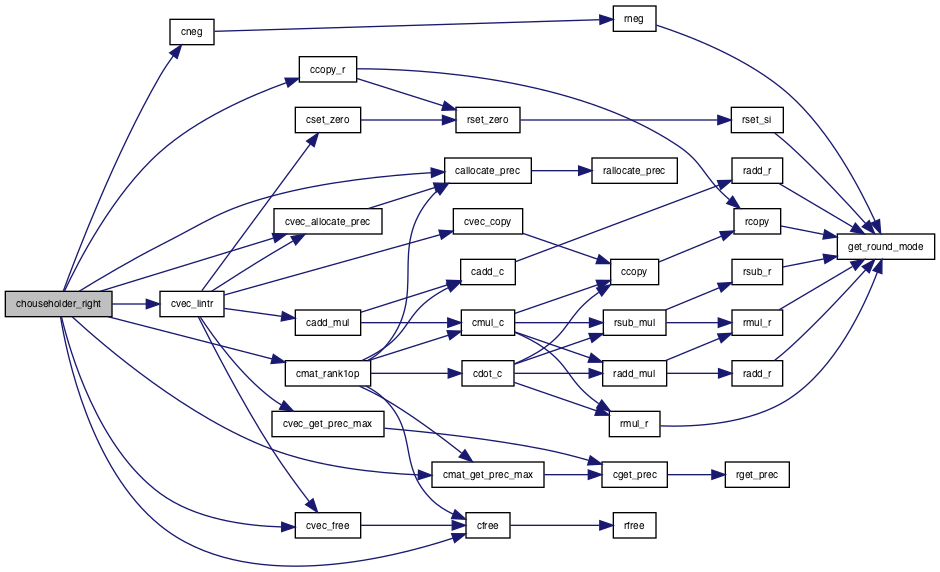 rneg
cneg
ccopy_r
cset_zero
rset_zero
rset_si
callocate_prec
rallocate_prec
radd_r
cvec_allocate_prec
cvec_copy
rcopy
get_round_mode
cadd_c
ccopy
rsub_r
chouseholder_right
cvec_lintr
cadd_mul
cmul_c
rsub_mul
rmul_r
cmat_rank1op
cdot_c
radd_mul
radd_r
cvec_get_prec_max
rmul_r
cmat_get_prec_max
cget_prec
rget_prec
cvec_free
cfree
rfree